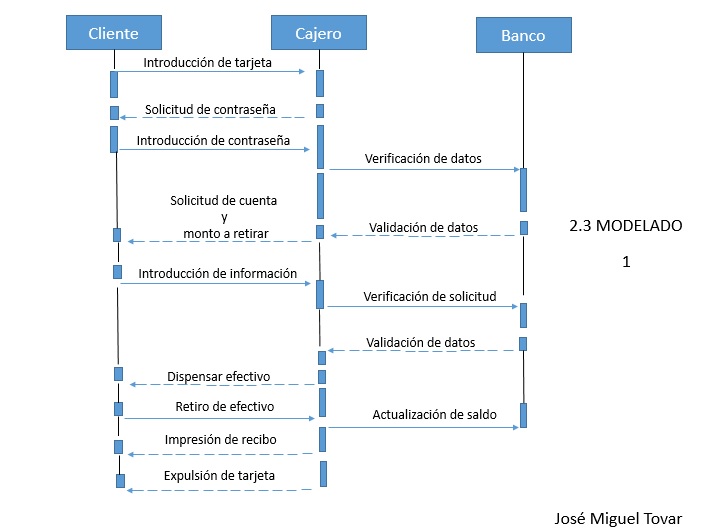 Cliente
Cajero
Banco
Introducción de tarjeta
Solicitud de contraseña
Introducción de contraseña
Verificación de datos
Solicitud de cuenta
y
monto a retirar
Validación de datos
2.3 MODELADO
1
Introducción de información
Verificación de solicitud
Validación de datos
Dispensar efectivo
Retiro de efectivo
Actualización de saldo
Impresión de recibo
Expulsión de tarjeta
José Miguel Tovar